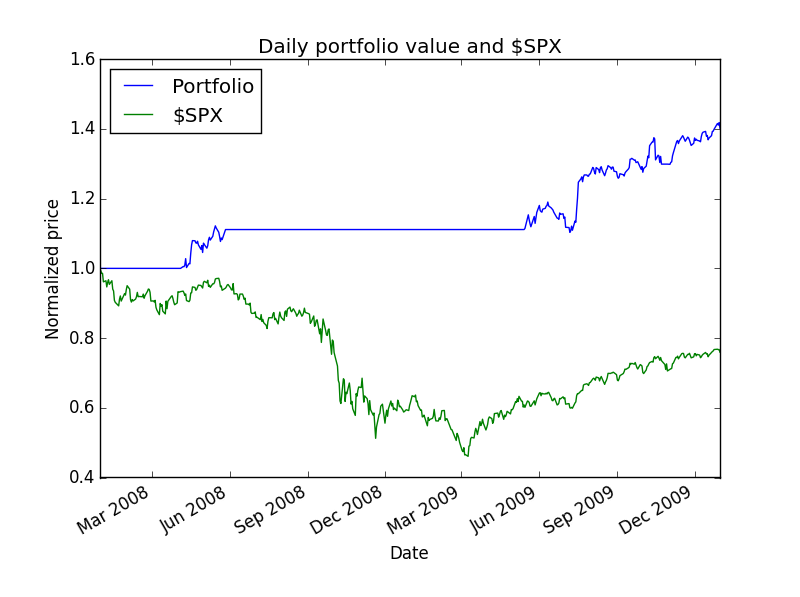 Daily portfolio value and $SPX
1.6
1.4
1.2
1.0
0.8
0.6
0.4
Normalized price
Portfolio
$SPX
Mar 2008
Jun 2008
Sep 2008
Dec 2008
Mar 2009
Jun 2009
Sep 2009
Dec 2009
Date